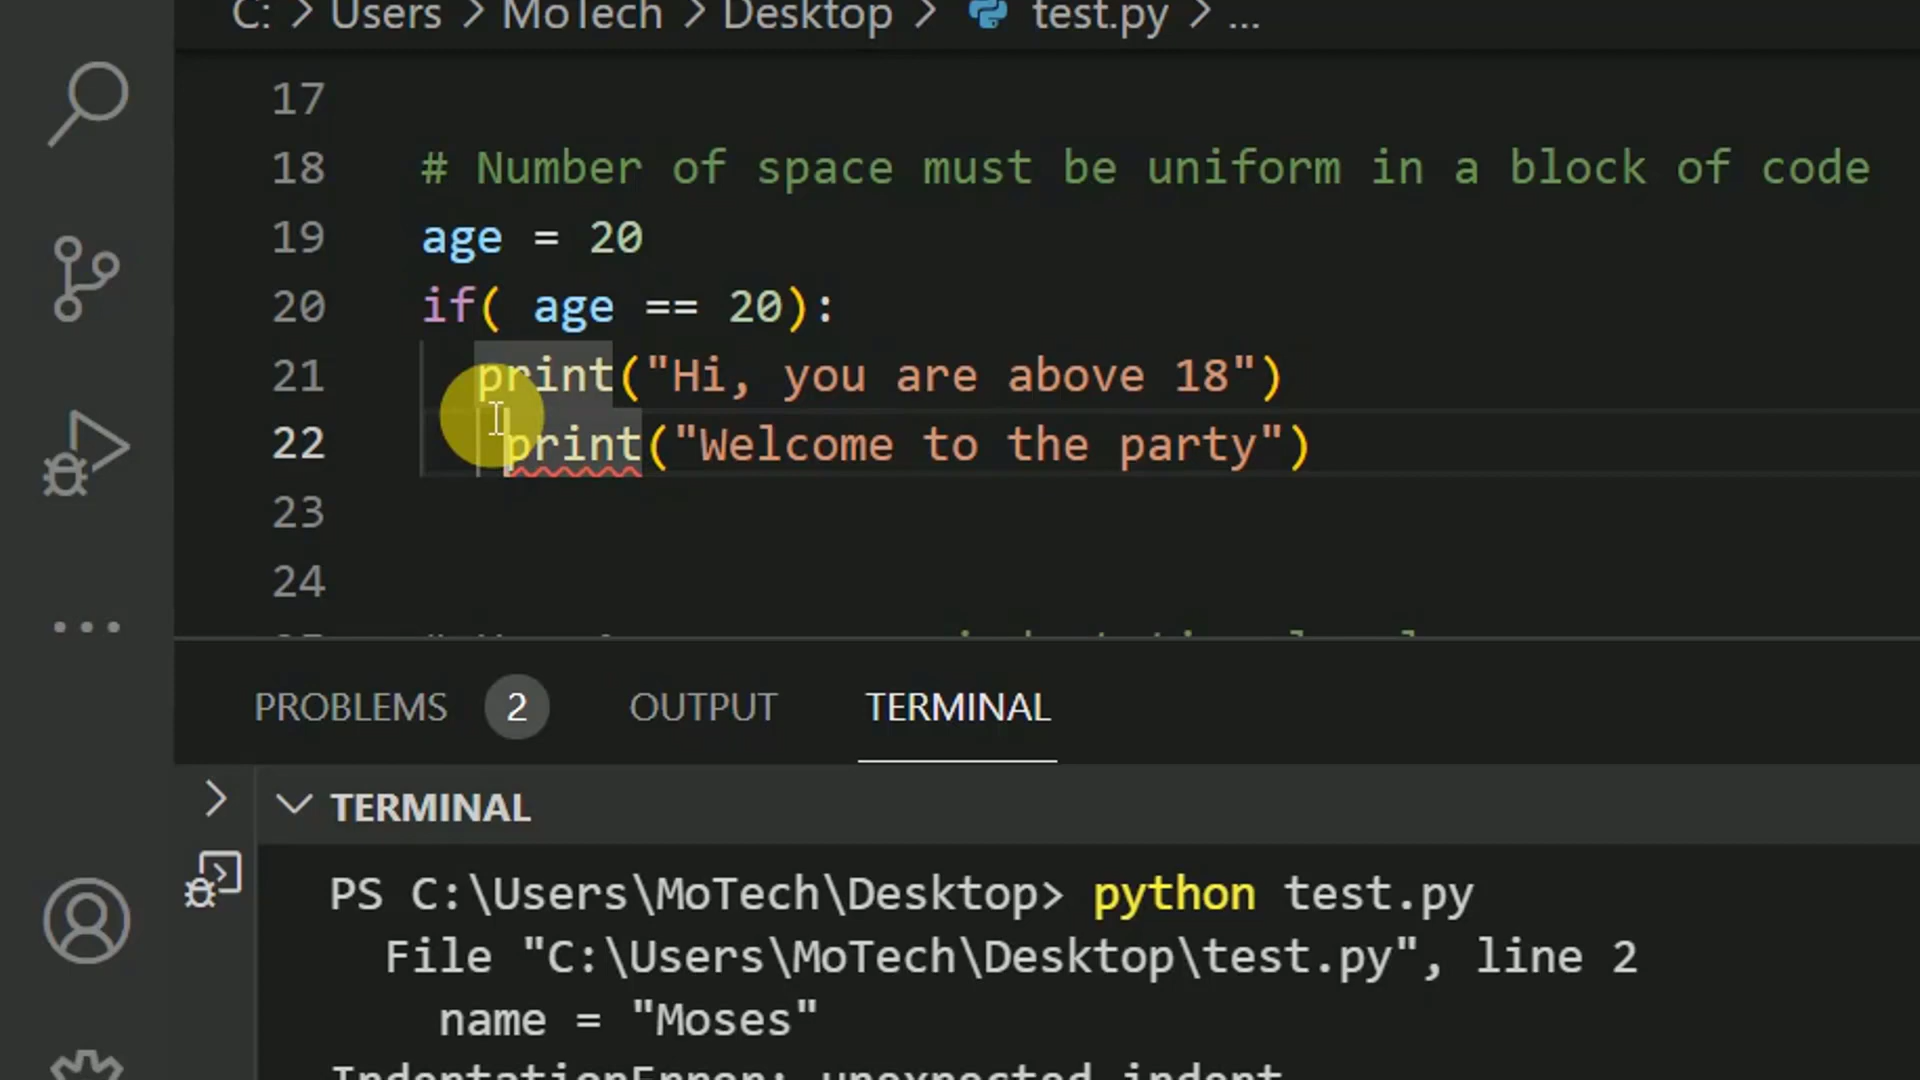 C: > Users > MoTech > Desktop > test.py > ...
17
18 # Number of space must be uniform in a block of code
19 age = 20
20 if( age == 20):
21 print("Hi, you are above 18")
22 print("Welcome to the party")
23
24
PROBLEMS 2 OUTPUT TERMINAL
TERMINAL
PS C:\Users\MoTech\Desktop> python test.py
File "C:\Users\MoTech\Desktop\test.py", line 2
name = "Moses"
IndentationError: unexpected indent